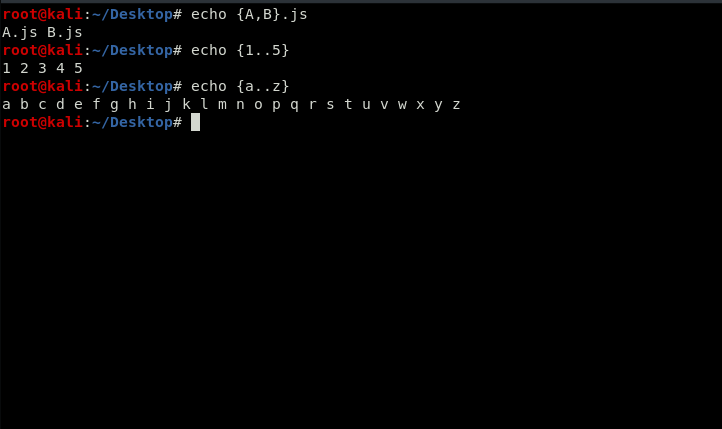 root@kali:~/Desktop# echo {A,B}.js
A.js B.js
root@kali:~/Desktop# echo {1..5}
1 2 3 4 5
root@kali:~/Desktop# echo {a..z}
a b c d e f g h i j k l m n o p q r s t u v w x y z
root@kali:~/Desktop#